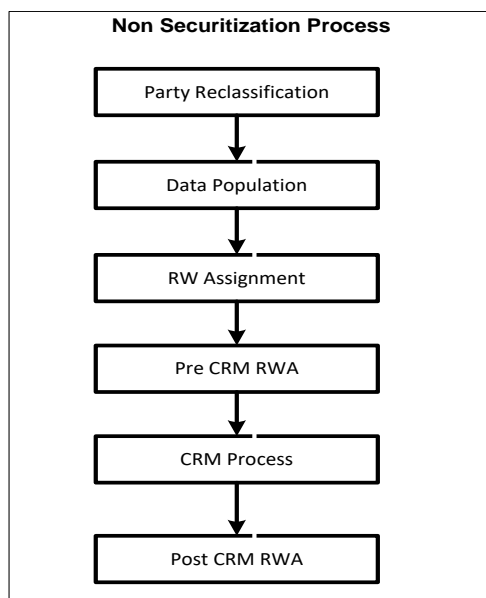 Non Securitization Process
Party Reclassification
Data Population
RW Assignment
Pre CRM RWA
CRM Process
Post CRM RWA